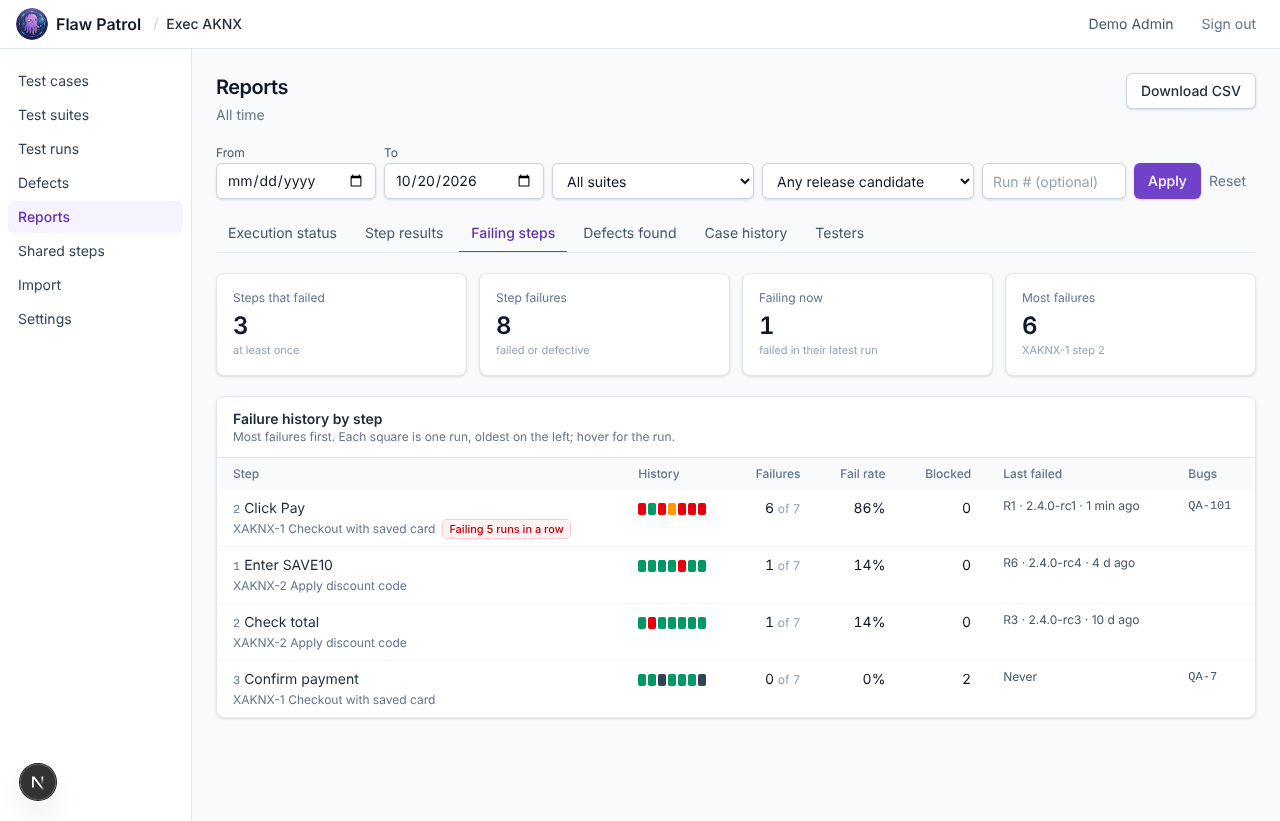 Flaw Patrol / Exec AKNX
Demo Admin Sign out
Test cases
Test suites
Test runs
Defects
Reports
Shared steps
Import
Settings
Reports
All time
Download CSV
From To
mm/dd/yyyy 10/20/2026 All suites Any release candidate Run # (optional) Apply Reset
Execution status Step results Failing steps Defects found Case history Testers
Steps that failed
3
at least once
Step failures
8
failed or defective
Failing now
1
failed in their latest run
Most failures
6
XAKNX-1 step 2
Failure history by step
Most failures first. Each square is one run, oldest on the left; hover for the run.
Step History Failures Fail rate Blocked Last failed Bugs
2 Click Pay 6 of 7 86% 0 R1 · 2.4.0-rc1 · 1 min ago QA-101
XAKNX-1 Checkout with saved card Failing 5 runs in a row
1 Enter SAVE10 1 of 7 14% 0 R6 · 2.4.0-rc4 · 4 d ago
XAKNX-2 Apply discount code
2 Check total 1 of 7 14% 0 R3 · 2.4.0-rc3 · 10 d ago
XAKNX-2 Apply discount code
3 Confirm payment 0 of 7 0% 2 Never QA-7
XAKNX-1 Checkout with saved card
N